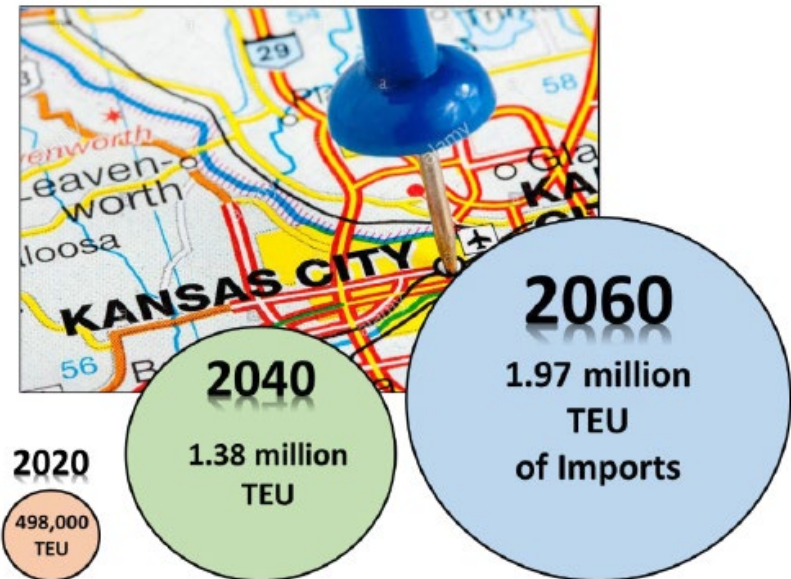 29
58
Leaven-
worth
KANSAS CITY
56
a
alamy
2020
498,000
TEU
2040
1.38 million
TEU
2060
1.97 million
TEU
of Imports